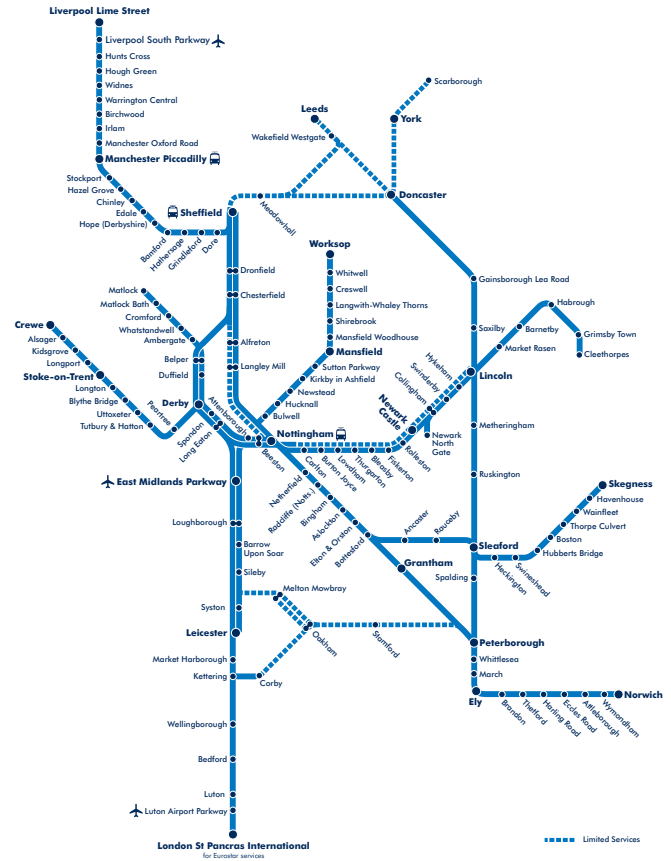 Liverpool Lime Street
Liverpool South Parkway
Hunts Cross
Hough Green
Widnes
Warrington Central
Birchwood
Irlam
Manchester Oxford Road
Manchester Piccadilly
Stockport
Hazel Grove
Chinley
Edale
Hope (Derbyshire)
Bamford
Hathersage
Grindleford
Dore
Sheffield
Meadowhall
Leeds
Wakefield Westgate
Scarborough
York
Doncaster
Dronfield
Chesterfield
Alfreton
Langley Mill
Worksop
Whitwell
Creswell
Langwith-Whaley Thorns
Shirebrook
Mansfield Woodhouse
Mansfield
Sutton Parkway
Kirkby in Ashfield
Newstead
Hucknall
Bulwell
Gainsborough Lea Road
Saxilby
Habrough
Barnetby
Market Rasen
Grimsby Town
Cleethorpes
Lincoln
Hykeham
Swinderby
Collingham
Newark
Castle
Newark
North
Gate
Matlock
Matlock Bath
Cromford
Whatstandwell
Ambergate
Belper
Duffield
Derby
Crewe
Alsager
Kidsgrove
Longport
Stoke-on-Trent
Longton
Blythe Bridge
Uttoxeter
Tutbury & Hatton
Peartree
Spondon
Long Eaton
Attenborough
Beeston
Nottingham
Carlton
Burton Joyce
Lowdham
Thurgarton
Bleasby
Fiskerton
Rolleston
Netherfield
Radcliffe (Notts.)
Bingham
Aslockton
Elton & Orston
Bottesford
Ancaster
Rauceby
Metheringham
Ruskington
Sleaford
Heckington
Swineshead
Hubberts Bridge
Boston
Thorpe Culvert
Wainfleet
Havenhouse
Skegness
Grantham
Spalding
East Midlands Parkway
Loughborough
Barrow
Upon Soar
Sileby
Syston
Melton Mowbray
Oakham
Stamford
Leicester
Peterborough
Whittlesea
March
Ely
Brandon
Thetford
Harling Road
Eccles Road
Attleborough
Wymondham
Norwich
Market Harborough
Kettering
Corby
Wellingborough
Bedford
Luton
Luton Airport Parkway
London St Pancras International
for Eurostar services
Limited Services